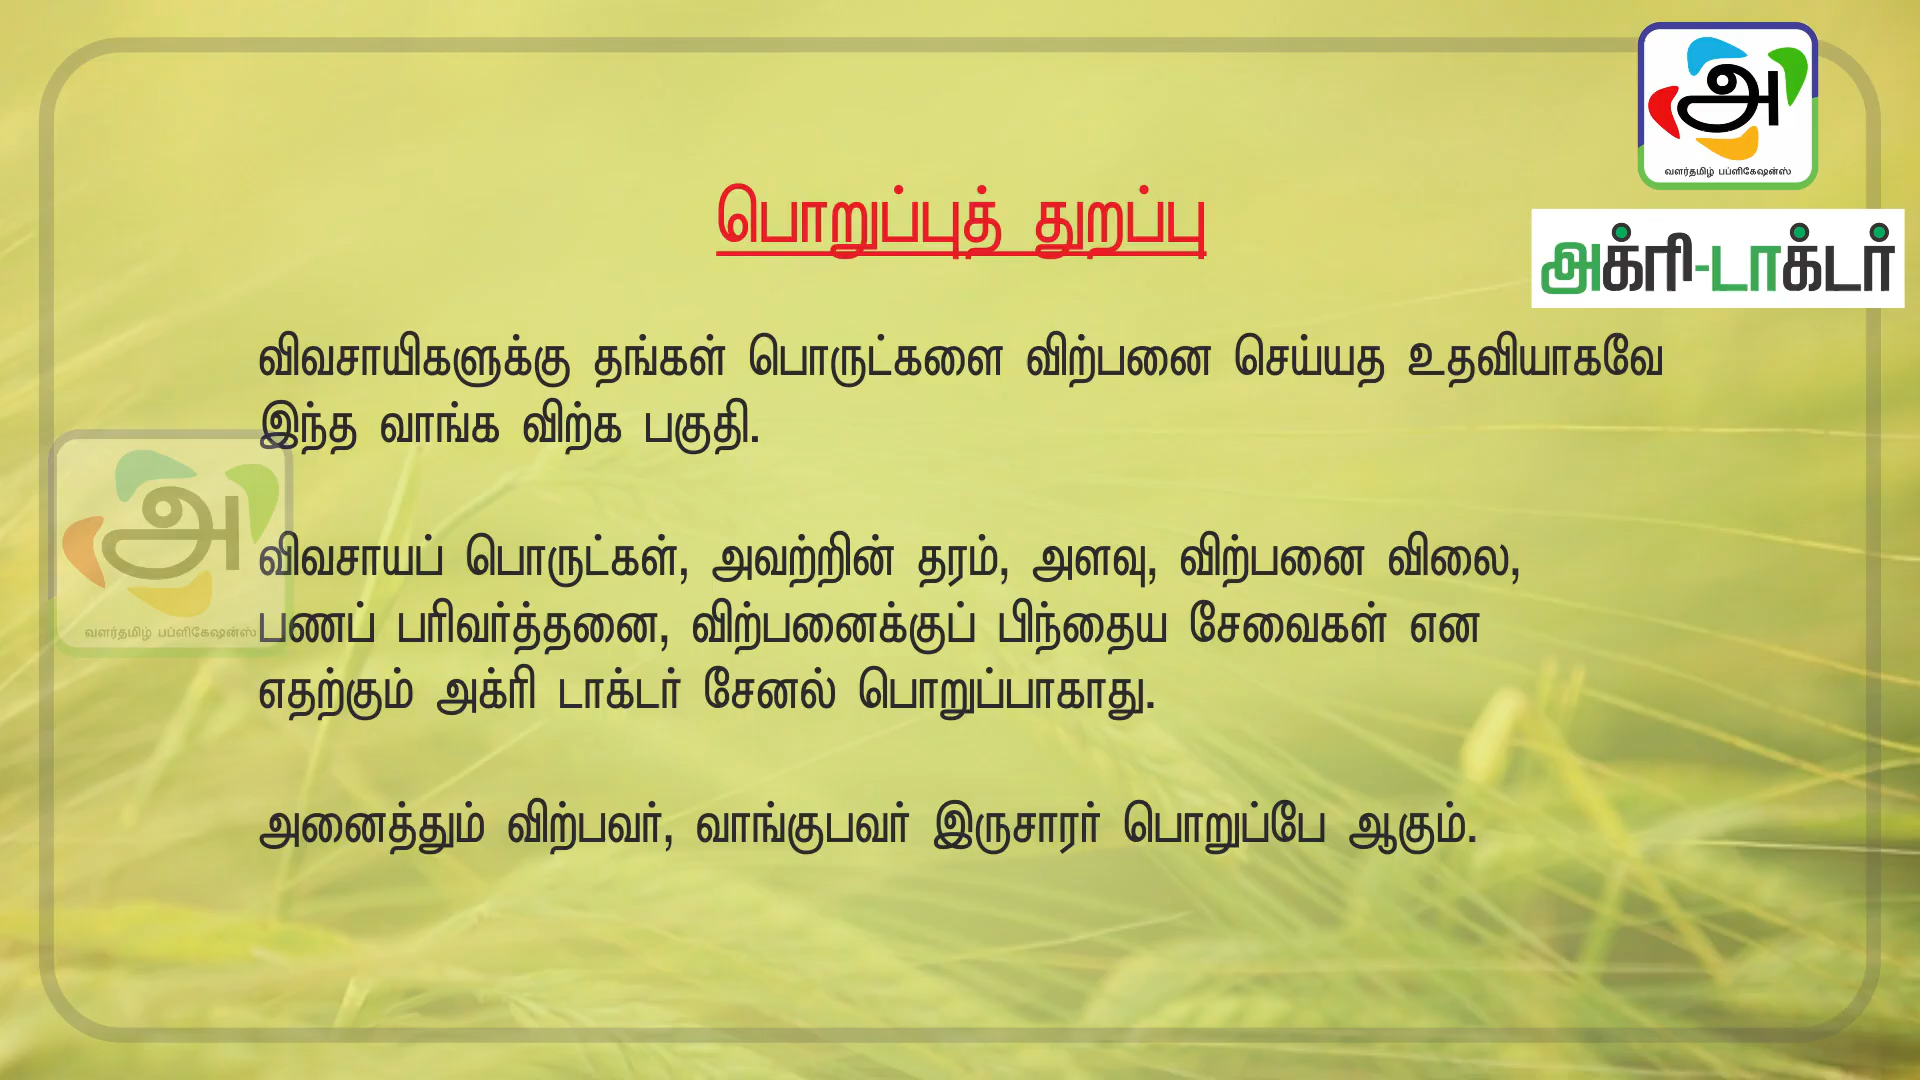 அ
வளர்தமிழ் பப்ளிகேஷன்ஸ்
பொறுப்புத் துறப்பு
அக்ரி-டாக்டர்
விவசாயிகளுக்கு தங்கள் பொருட்களை விற்பனை செய்யத உதவியாகவே
இந்த வாங்க விற்க பகுதி.
அ
விவசாயப் பொருட்கள், அவற்றின் தரம், அளவு, விற்பனை விலை,
பணப் பரிவர்த்தனை, விற்பனைக்குப் பிந்தைய சேவைகள் என
வளர்தமிழ் பப்ளிகேஷன்ஸ்
எதற்கும் அக்ரி டாக்டர் சேனல் பொறுப்பாகாது.
அனைத்தும் விற்பவர், வாங்குபவர் இருசாரர் பொறுப்பே ஆகும்.